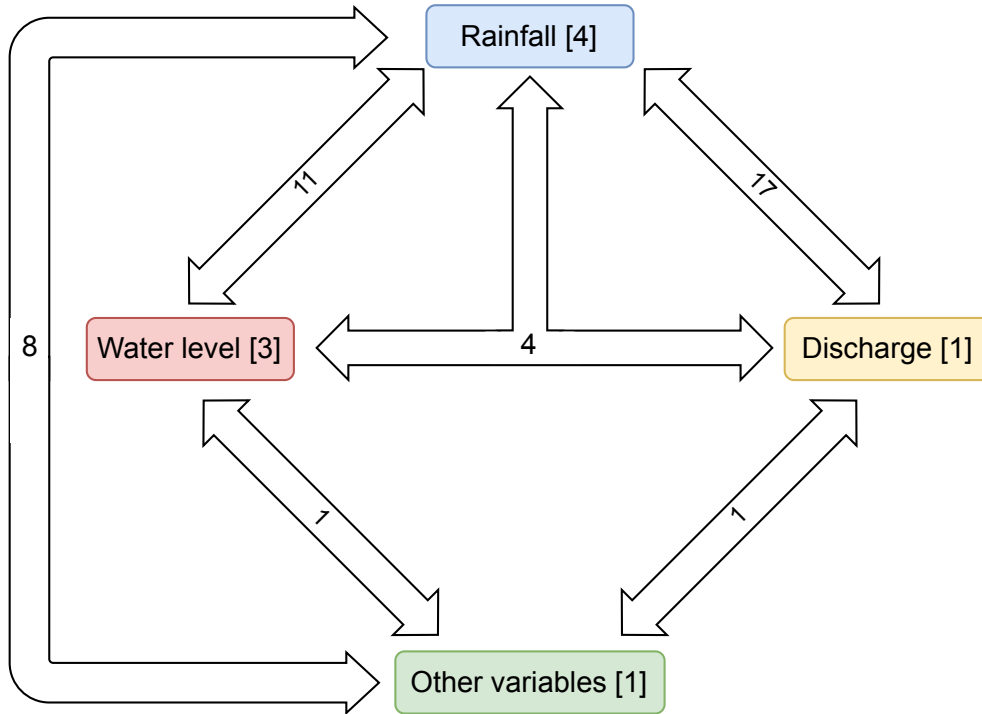 Rainfall [4]
11
17
8
Water level [3]
4
Discharge [1]
1
1
Other variables [1]